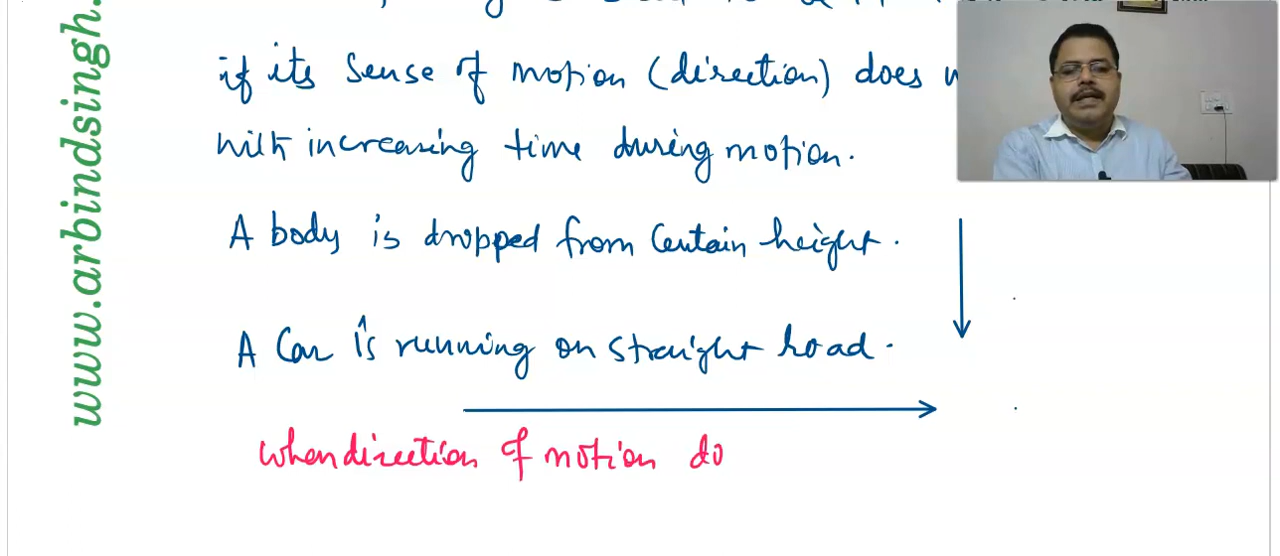 if its sense of motion (direction) does
with increasing time during motion.
A body is dropped from Certain height.
A Car is running on straight road.
when direction of motion do
www.arbindsingh.